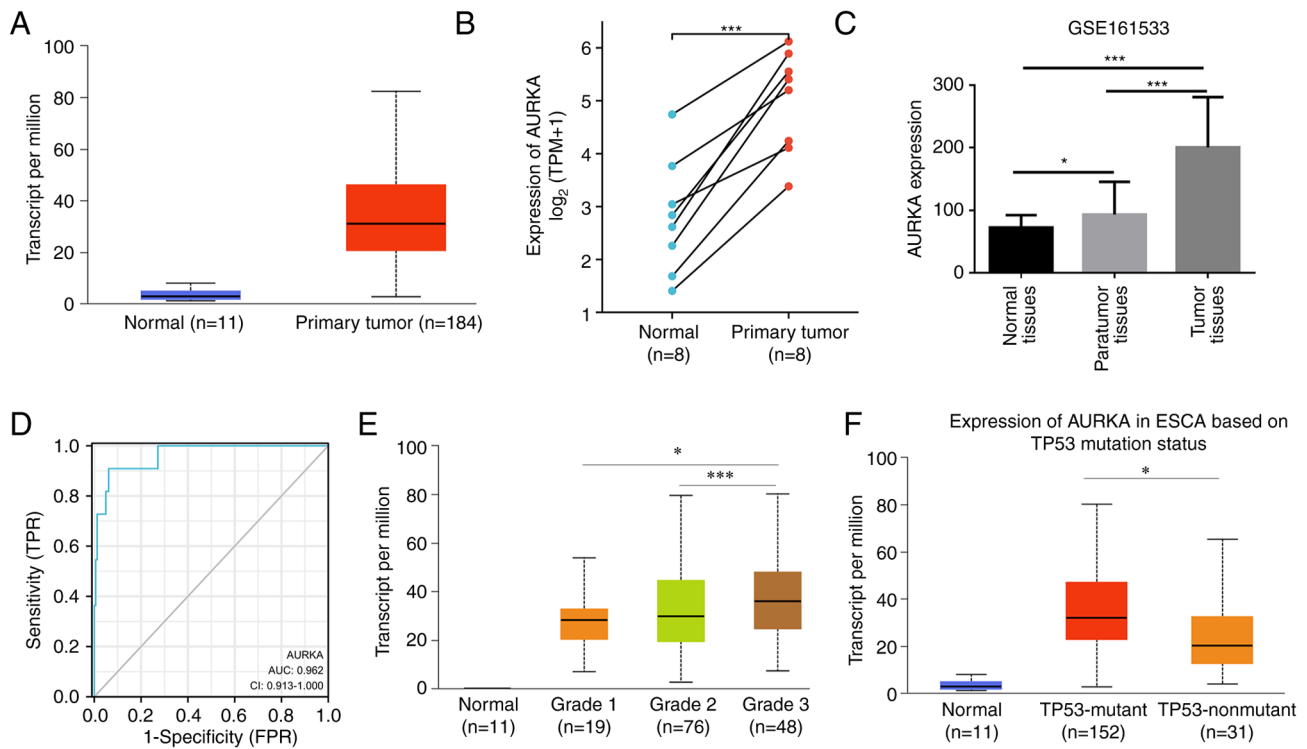 A
100
80
60
40
20
0
Transcript per million
Normal (n=11)
Primary tumor (n=184)
B
***
6
5
4
3
2
1
Expression of AURKA
log2 (TPM+1)
Normal
(n=8)
Primary tumor
(n=8)
C
GSE161533
***
***
*
300
200
100
0
AURKA expression
Normal
tissues
Paratumor
tissues
Tumor
tissues
D
1.0
0.8
0.6
0.4
0.2
0.0
Sensitivity (TPR)
AURKA
AUC: 0.962
CI: 0.913-1.000
0.0 0.2 0.4 0.6 0.8 1.0
1-Specificity (FPR)
E
*
***
100
80
60
40
20
0
Transcript per million
Normal
(n=11)
Grade 1
(n=19)
Grade 2
(n=76)
Grade 3
(n=48)
F
Expression of AURKA in ESCA based on
TP53 mutation status
*
100
80
60
40
20
0
Transcript per million
Normal
(n=11)
TP53-mutant
(n=152)
TP53-nonmutant
(n=31)